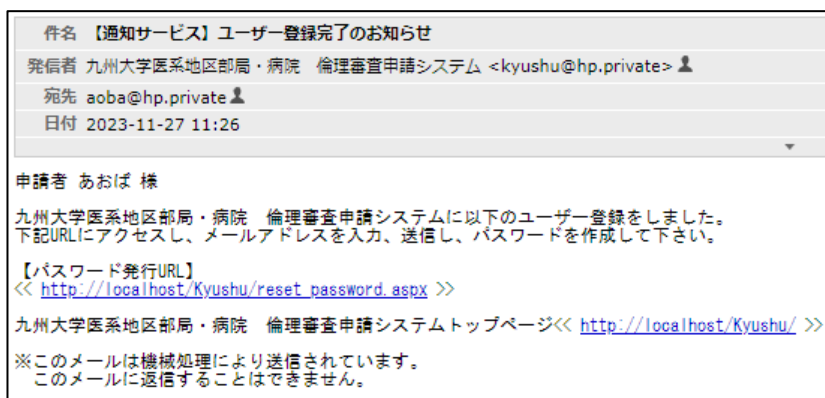 件名 【通知サービス】ユーザー登録完了のお知らせ
発信者 九州大学医系地区部局・病院 倫理審査申請システム <kyushu@hp.private>
宛先 aoba@hp.private
日付 2023-11-27 11:26
申請者 あおば 様
九州大学医系地区部局・病院 倫理審査申請システムに以下のユーザー登録をしました。
下記URLにアクセスし、メールアドレスを入力、送信し、パスワードを作成して下さい。
【パスワード発行URL】
<< http://localhost/Kyushu/reset_password.aspx >>
九州大学医系地区部局・病院 倫理審査申請システムトップページ<< http://localhost/Kyushu/ >>
※このメールは機械処理により送信されています。
このメールに返信することはできません。